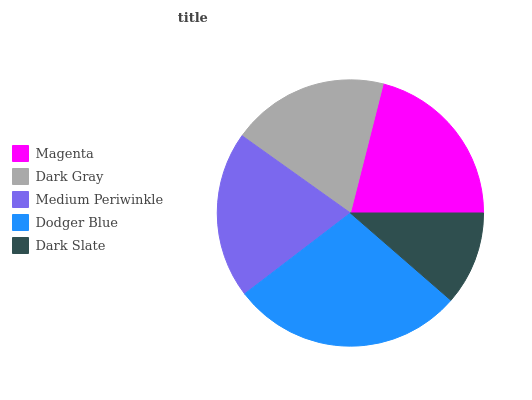 title
Magenta
Dark Gray
Medium Periwinkle
Dodger Blue
Dark Slate